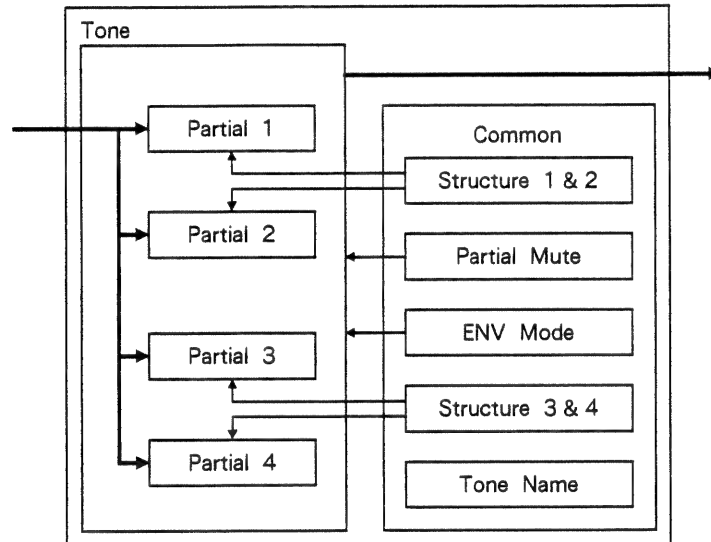 Tone
Partial 1
Partial 2
Partial 3
Partial 4
Common
Structure 1 & 2
Partial Mute
ENV Mode
Structure 3 & 4
Tone Name